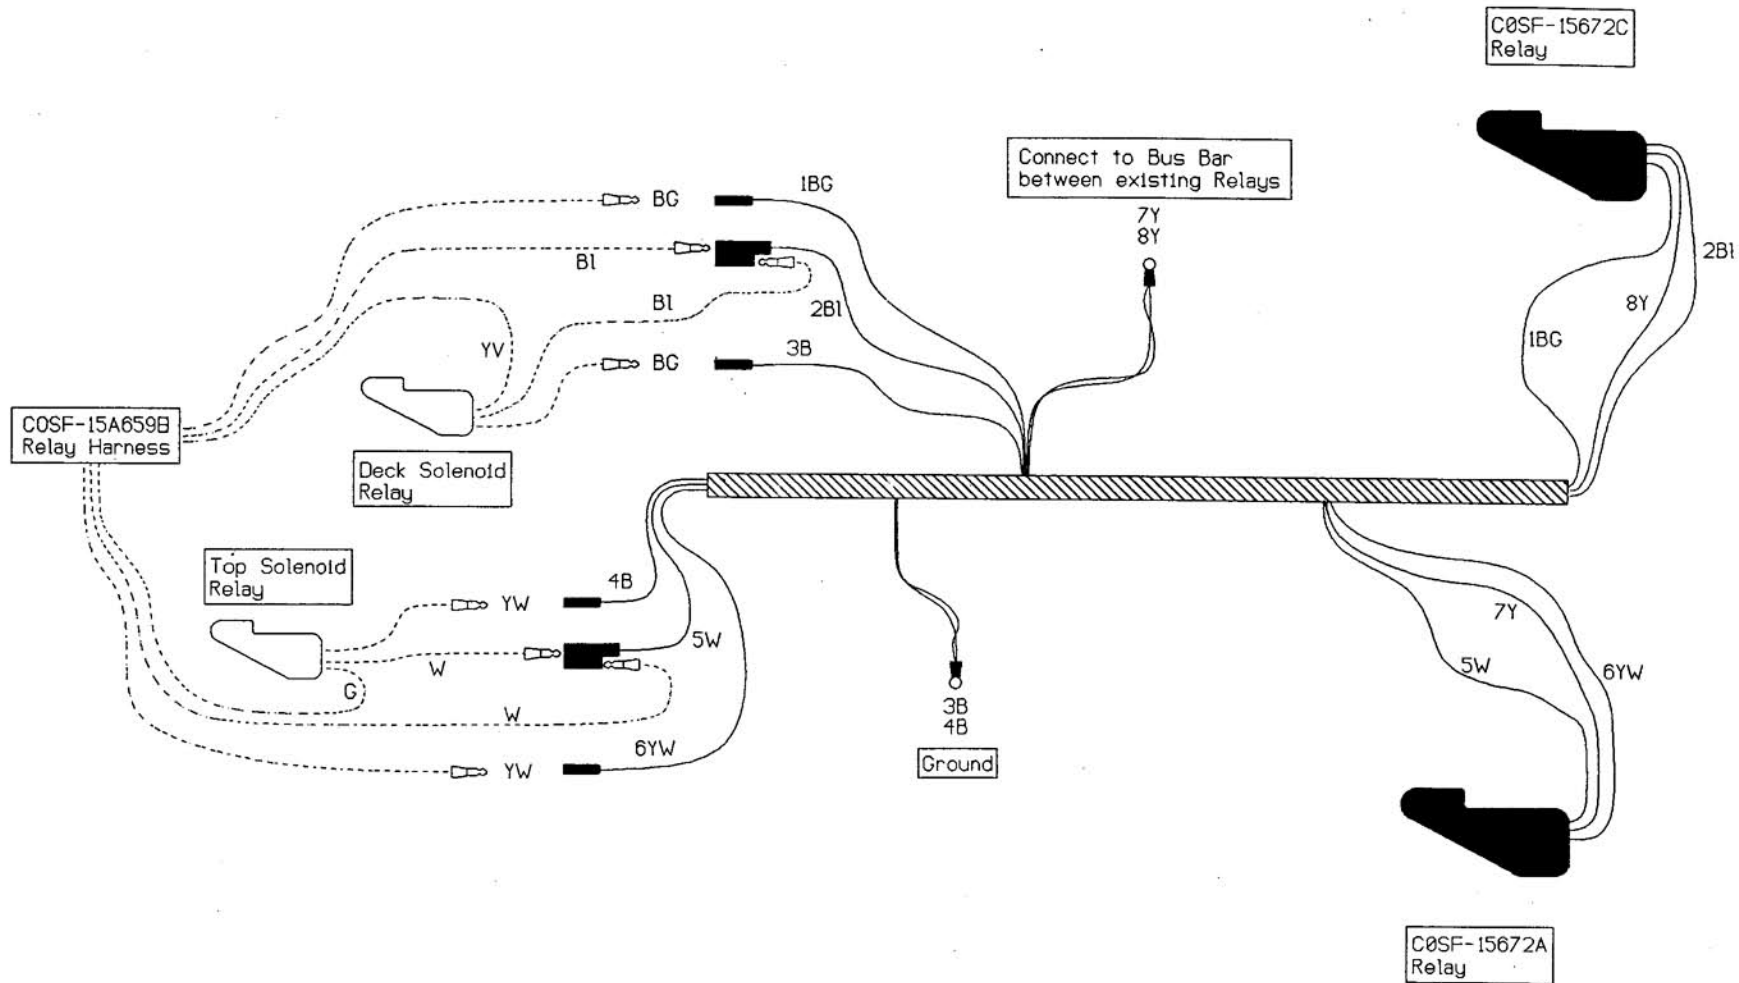 C0SF-15672C
Relay
Connect to Bus Bar
between existing Relays
7Y
8Y
BG
1BG
Bl
Bl
2Bl
YV
BG
3B
2Bl
8Y
1BG
COSF-15A659B
Relay Harness
Deck Solenoid
Relay
Top Solenoid
Relay
YW
4B
W
5W
G
W
6YW
YW
3B
4B
Ground
7Y
5W
6YW
C0SF-15672A
Relay